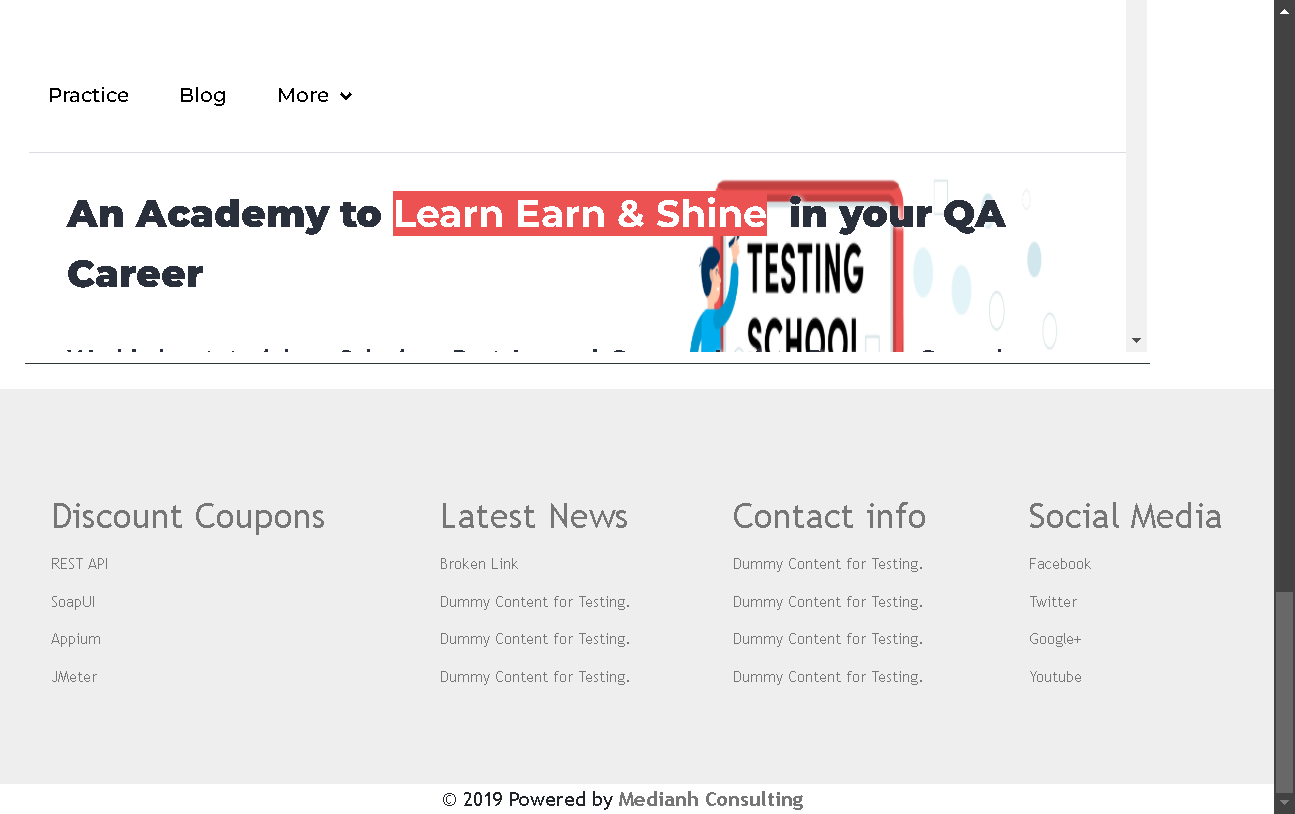 Practice Blog More
An Academy to Learn Earn & Shine in your QA
Career
TESTING
SCHOOL
Discount Coupons
REST API
SoapUI
Appium
JMeter
Latest News
Broken Link
Dummy Content for Testing.
Dummy Content for Testing.
Dummy Content for Testing.
Contact info
Dummy Content for Testing.
Dummy Content for Testing.
Dummy Content for Testing.
Dummy Content for Testing.
Social Media
Facebook
Twitter
Google+
Youtube
© 2019 Powered by Medianh Consulting